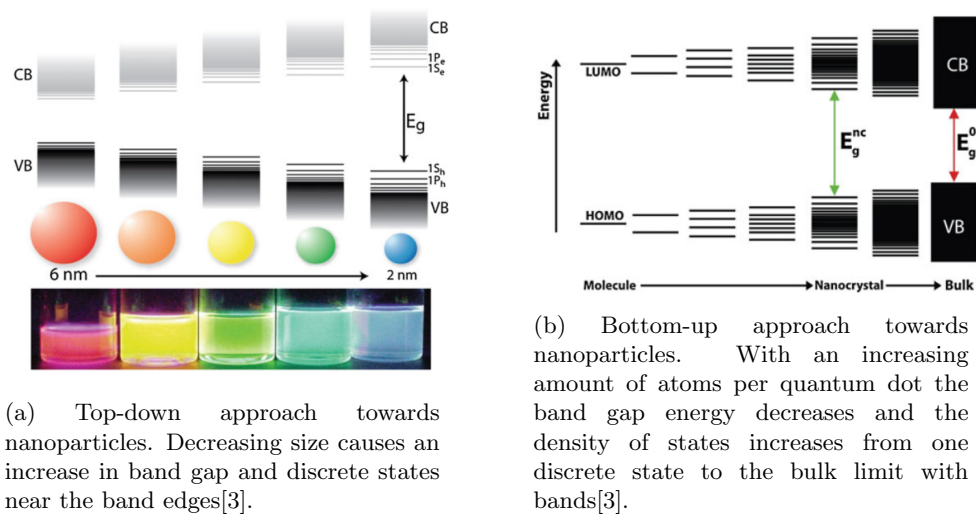 CB
VB
1Pe
1Se
Eg
1Sh
1Ph
CB
VB
6 nm
2 nm
(a) Top-down approach towards
nanoparticles. Decreasing size causes an
increase in band gap and discrete states
near the band edges[3].
Energy
LUMO
HOMO
Eg nc
CB
Eg 0
VB
Molecule
Nanocrystal
Bulk
(b) Bottom-up approach towards
nanoparticles. With an increasing
amount of atoms per quantum dot the
band gap energy decreases and the
density of states increases from one
discrete state to the bulk limit with
bands[3].